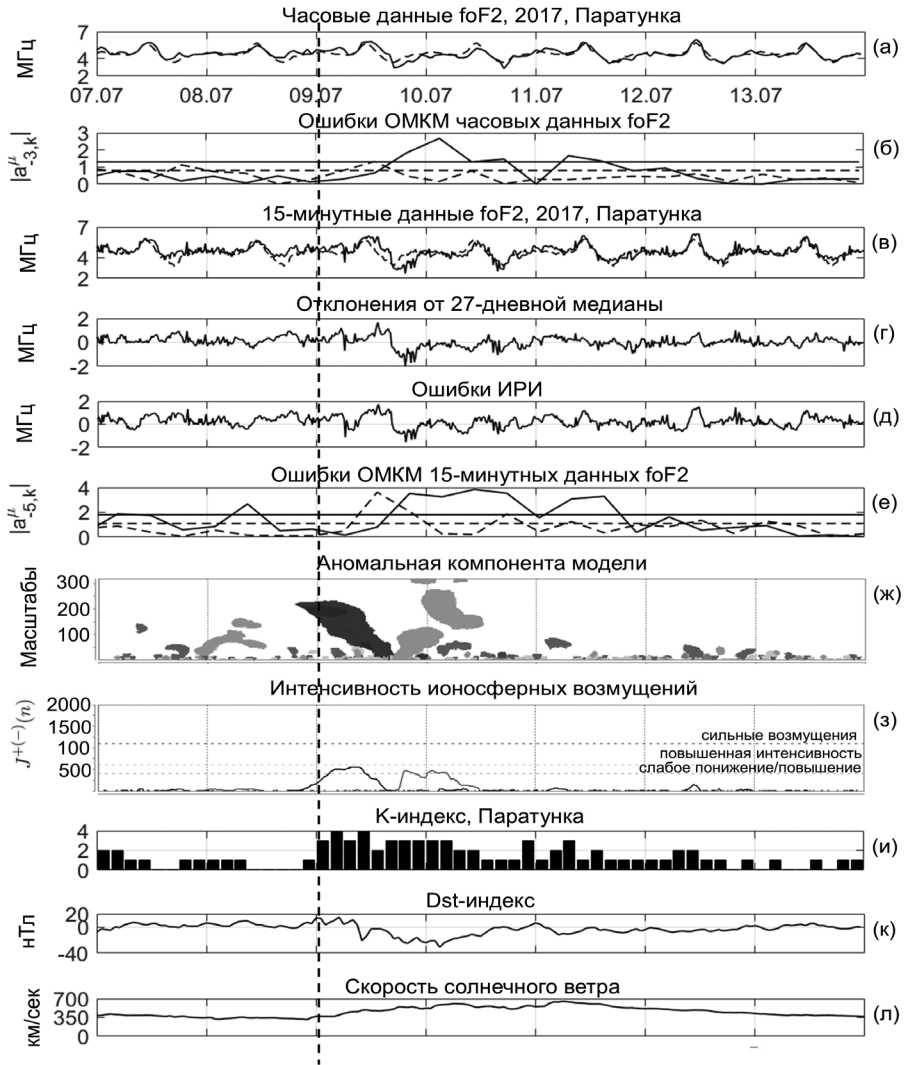 Часовые данные foF2, 2017, Паратунка
МГц
7
4
2
(а)
07.07 08.07 09.07 10.07 11.07 12.07 13.07
Ошибки ОМКМ часовых данных foF2
|a^μ_-3,k|
3
2
1
0
(б)
15-минутные данные foF2, 2017, Паратунка
МГц
7
4
2
(в)
Отклонения от 27-дневной медианы
МГц
2
0
-2
(г)
Ошибки ИРИ
МГц
2
0
-2
(д)
Ошибки ОМКМ 15-минутных данных foF2
|a^μ_-5,k|
4
2
0
(е)
Аномальная компонента модели
Масштабы
300
200
100
(ж)
Интенсивность ионосферных возмущений
J^+(-)(n)
2000
1500
100
500
сильные возмущения
повышенная интенсивность
слабое понижение/повышение
(з)
K-индекс, Паратунка
4
2
0
(и)
Dst-индекс
нТл
20
-40
(к)
Скорость солнечного ветра
км/сек
700
350
0
(л)